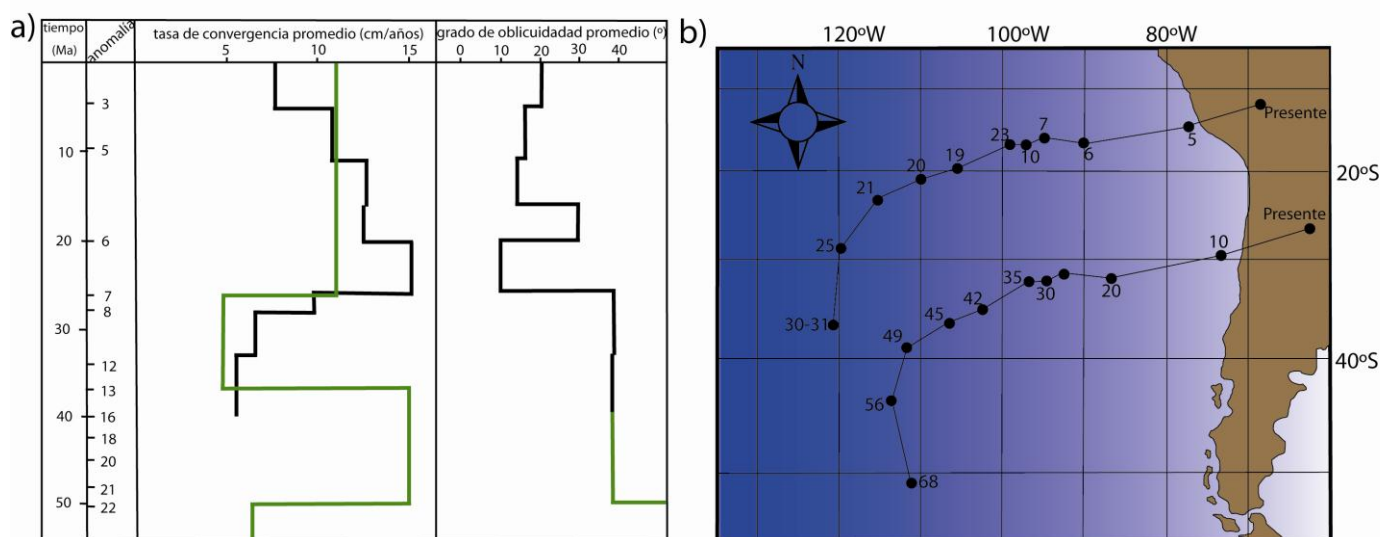 a)
tiempo
(Ma)
anomalía
tasa de convergencia promedio (cm/años)
5 10 15
grado de oblicuidadad promedio (º)
0 20 40
3
10 5
20 6
7
8
30
12
13
40 16
18
20
21
50 22
b)
120ºW 100ºW 80ºW
N
Presente
5
6
7
10
23
19
20
21
25
30-31
20ºS
Presente
10
20
30
35
42
45
49
56
68
40ºS